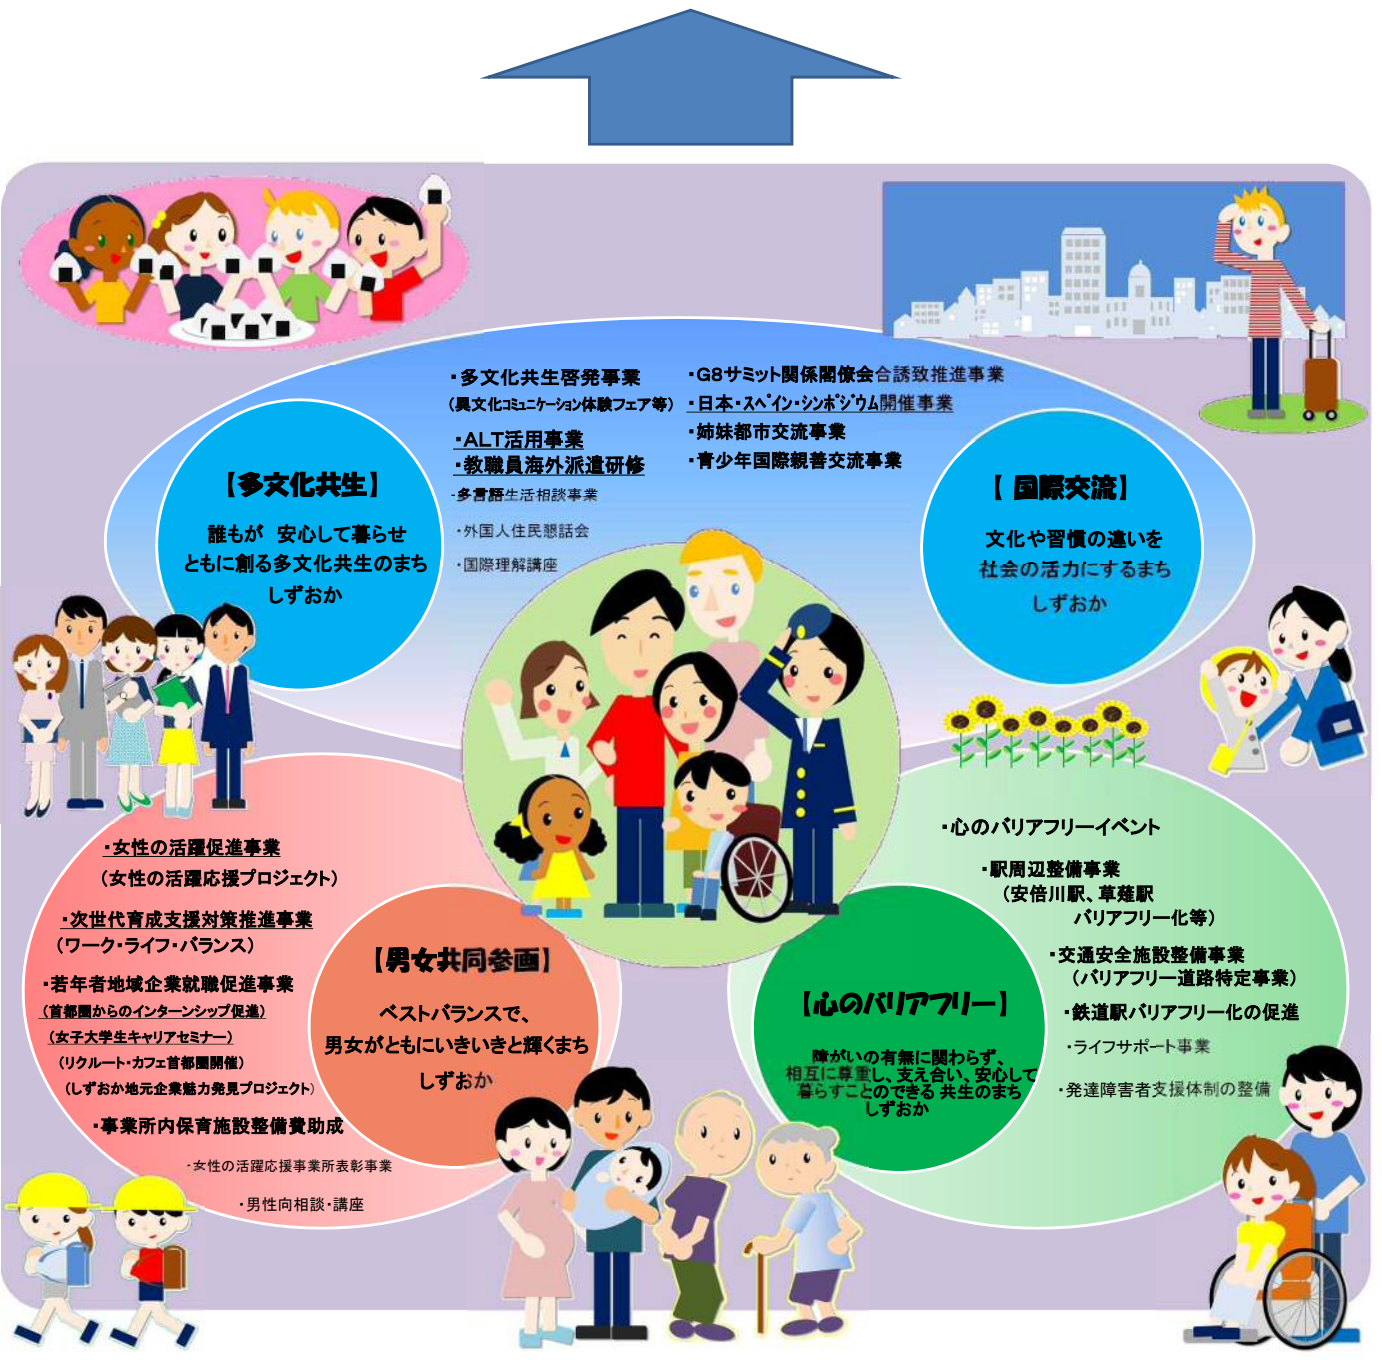 ・多文化共生啓発事業
(異文化コミュニケーション体験フェア等)
・ALT活用事業
・教職員海外派遣研修
・多言語生活相談事業
・外国人住民懇話会
・国際理解講座
・G8サミット関係閣僚会合誘致推進事業
・日本・スペイン・シンポジウム開催事業
・姉妹都市交流事業
・青少年国際親善交流事業
【多文化共生】
誰もが 安心して暮らせ
ともに創る多文化共生のまち
しずおか
【 国際交流】
文化や習慣の違いを
社会の活力にするまち
しずおか
・女性の活躍促進事業
(女性の活躍応援プロジェクト)
・次世代育成支援対策推進事業
(ワーク・ライフ・バランス)
・若年者地域企業就職促進事業
(首都圏からのインターンシップ促進)
(女子大学生キャリアセミナー)
(リクルート・カフェ首都圏開催)
(しずおか地元企業魅力発見プロジェクト)
・事業所内保育施設整備費助成
・女性の活躍応援事業所表彰事業
・男性向相談・講座
【男女共同参画】
ベストバランスで、
男女がともにいきいきと輝くまち
しずおか
・心のバリアフリーイベント
・駅周辺整備事業
(安倍川駅、草薙駅
バリアフリー化等)
・交通安全施設整備事業
(バリアフリー道路特定事業)
・鉄道駅バリアフリー化の促進
・ライフサポート事業
・発達障害者支援体制の整備
【心のバリアフリー】
障がいの有無に関わらず、
相互に尊重し、支え合い、安心して
暮らすことのできる 共生のまち
しずおか